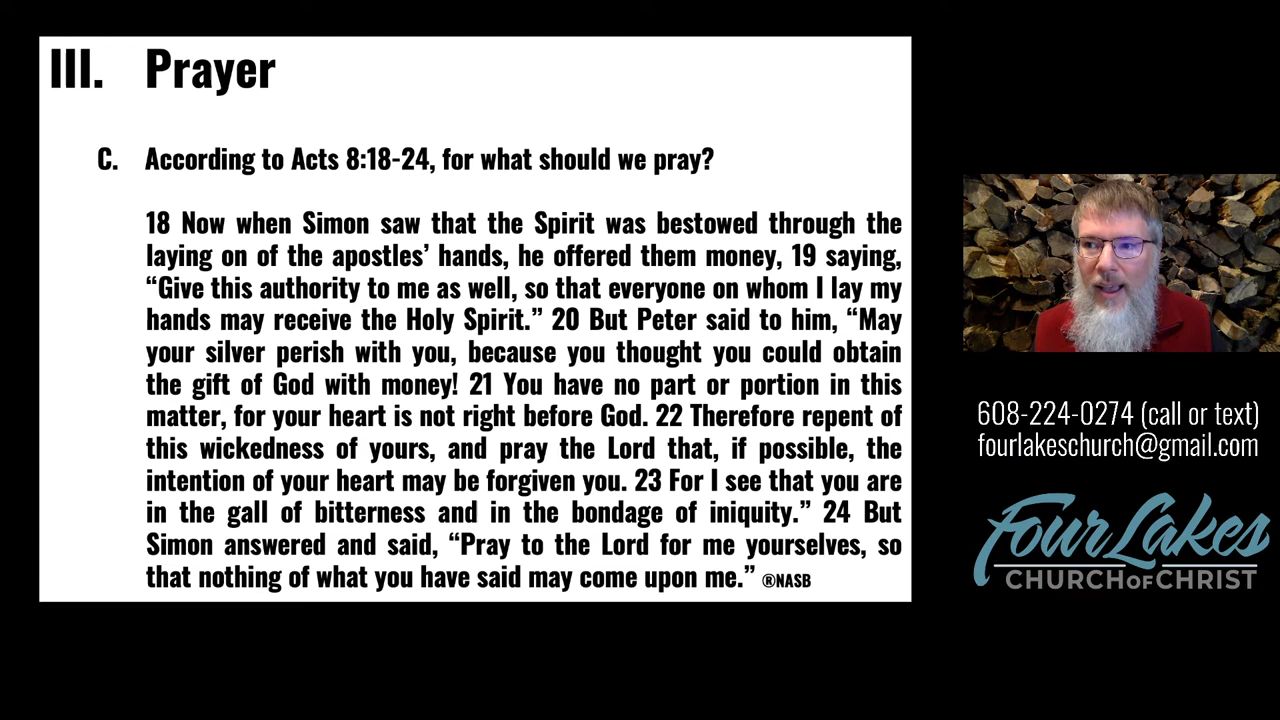 III. Prayer
C. According to Acts 8:18-24, for what should we pray?
18 Now when Simon saw that the Spirit was bestowed through the
laying on of the apostles’ hands, he offered them money, 19 saying,
“Give this authority to me as well, so that everyone on whom I lay my
hands may receive the Holy Spirit.” 20 But Peter said to him, “May
your silver perish with you, because you thought you could obtain
the gift of God with money! 21 You have no part or portion in this
matter, for your heart is not right before God. 22 Therefore repent of
this wickedness of yours, and pray the Lord that, if possible, the
intention of your heart may be forgiven you. 23 For I see that you are
in the gall of bitterness and in the bondage of iniquity.” 24 But
Simon answered and said, “Pray to the Lord for me yourselves, so
that nothing of what you have said may come upon me.” ®NASB
608-224-0274 (call or text)
fourlakeschurch@gmail.com
Four Lakes
CHURCH OF CHRIST